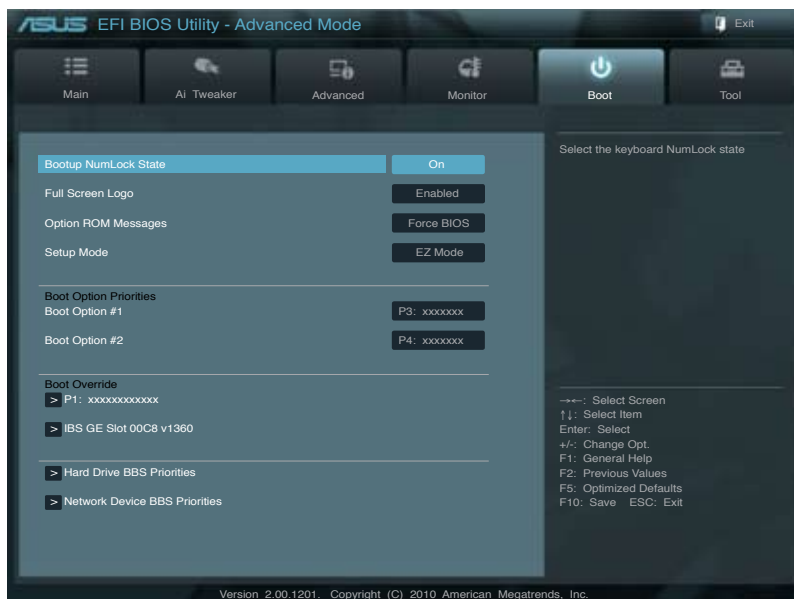 ASUS EFI BIOS Utility - Advanced Mode
Exit
Main
Ai Tweaker
Advanced
Monitor
Boot
Tool
Bootup NumLock State On
Full Screen Logo Enabled
Option ROM Messages Force BIOS
Setup Mode EZ Mode
Boot Option Priorities
Boot Option #1 P3: xxxxxxx
Boot Option #2 P4: xxxxxxx
Boot Override
> P1: xxxxxxxxxxxx
> IBS GE Slot 00C8 v1360
> Hard Drive BBS Priorities
> Network Device BBS Priorities
Select the keyboard NumLock state
→←: Select Screen
↑↓: Select Item
Enter: Select
+/-: Change Opt.
F1: General Help
F2: Previous Values
F5: Optimized Defaults
F10: Save ESC: Exit
Version 2.00.1201. Copyright (C) 2010 American Megatrends, Inc.